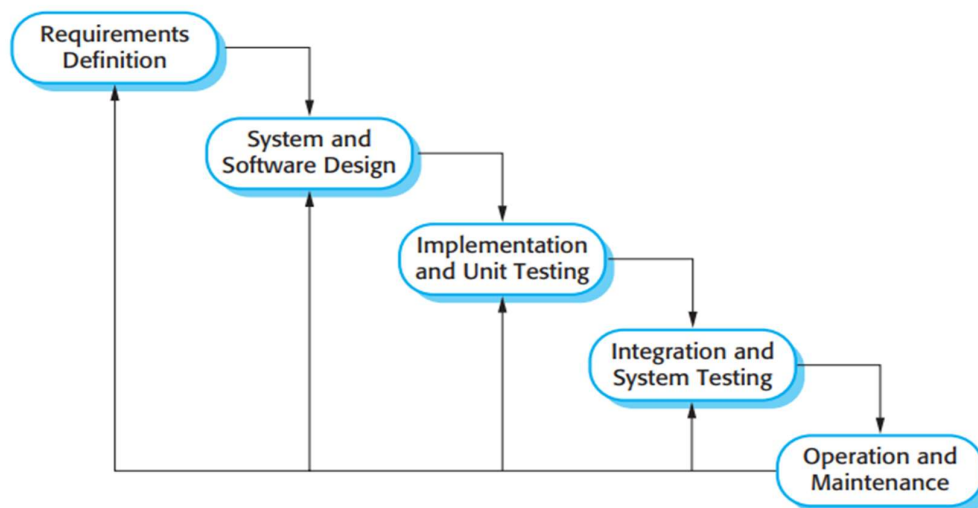 Requirements
Definition
System and
Software Design
Implementation
and Unit Testing
Integration and
System Testing
Operation and
Maintenance